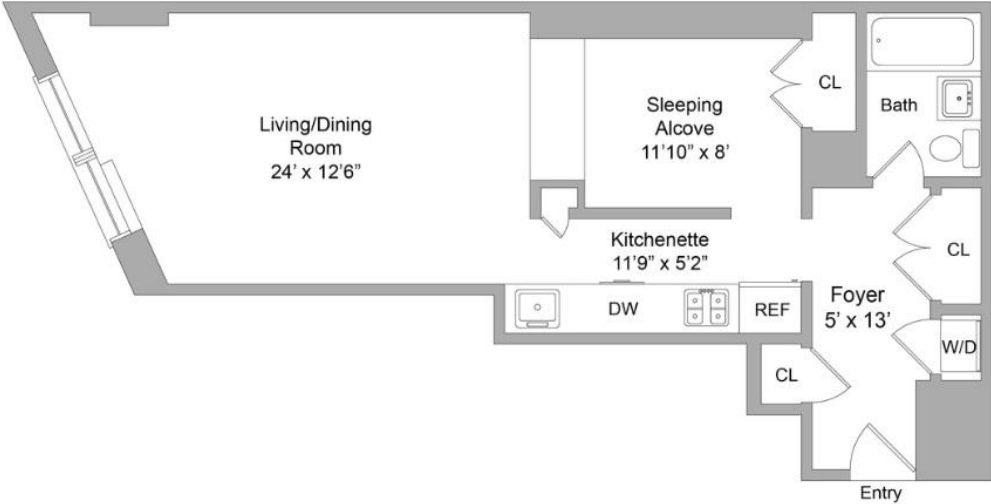 Living/Dining
Room
24’ x 12’6”
Sleeping
Alcove
11’10” x 8’
CL
Bath
Kitchenette
11’9” x 5’2”
CL
DW
REF
Foyer
5’ x 13’
W/D
CL
Entry